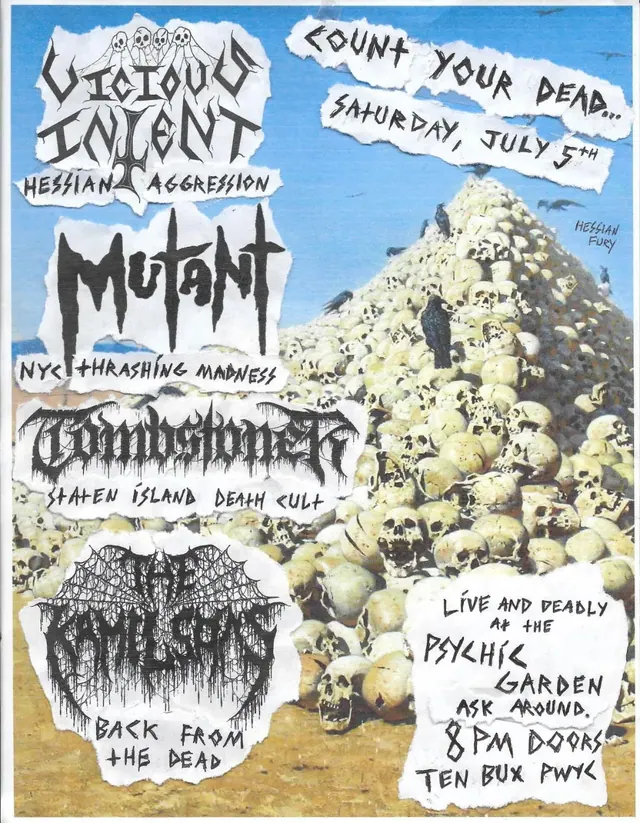 VICIOUS
INTENT
HESSIAN AGGRESSION
COUNT YOUR DEAD...
SATURDAY, JULY 5TH
HESSIAN
FURY
MUTANT
NYC THRASHING MADNESS
TOMBSTONER
STATEN ISLAND DEATH CULT
THE
KAMOLSONS
BACK FROM
THE DEAD
LIVE AND DEADLY
AT THE
PSYCHIC
GARDEN
ASK AROUND.
8 PM DOORS
TEN BUX PWYC